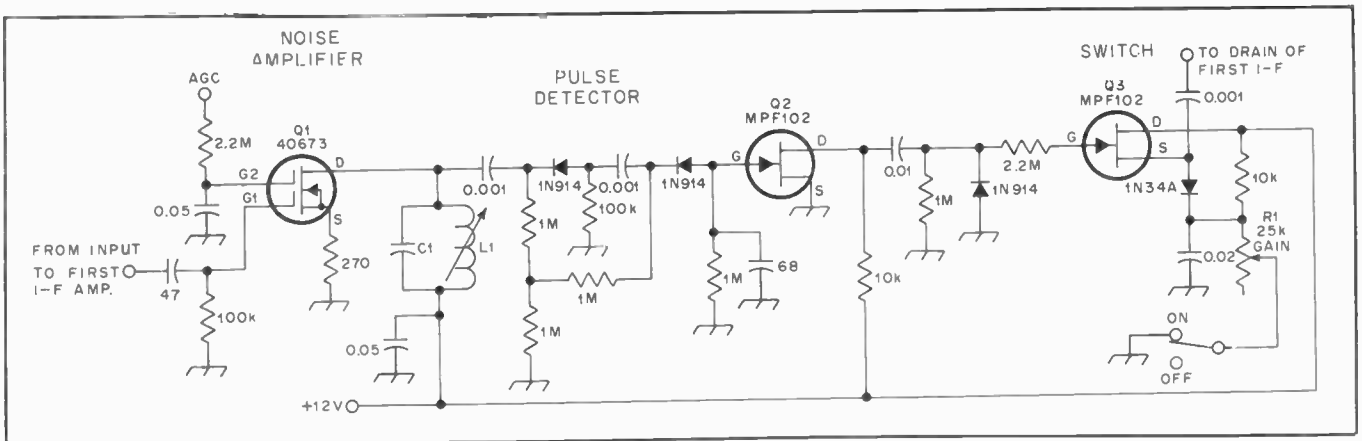 NOISE
AMPLIFIER
AGC
2.2M
Q1
40673
D
G2
G1
S
0.05
270
FROM INPUT
TO FIRST
I-F AMP.
47
100k
C1
L1
0.05
+12V
PULSE
DETECTOR
0.001
1N914
0.001
1N914
100k
1M
1M
1M
Q2
MPF102
G
D
S
1M
68
10k
0.01
1M
1N914
2.2M
SWITCH
Q3
MPF102
G
D
S
TO DRAIN OF
FIRST I-F
0.001
1N34A
10k
R1
25k
GAIN
0.02
ON
OFF